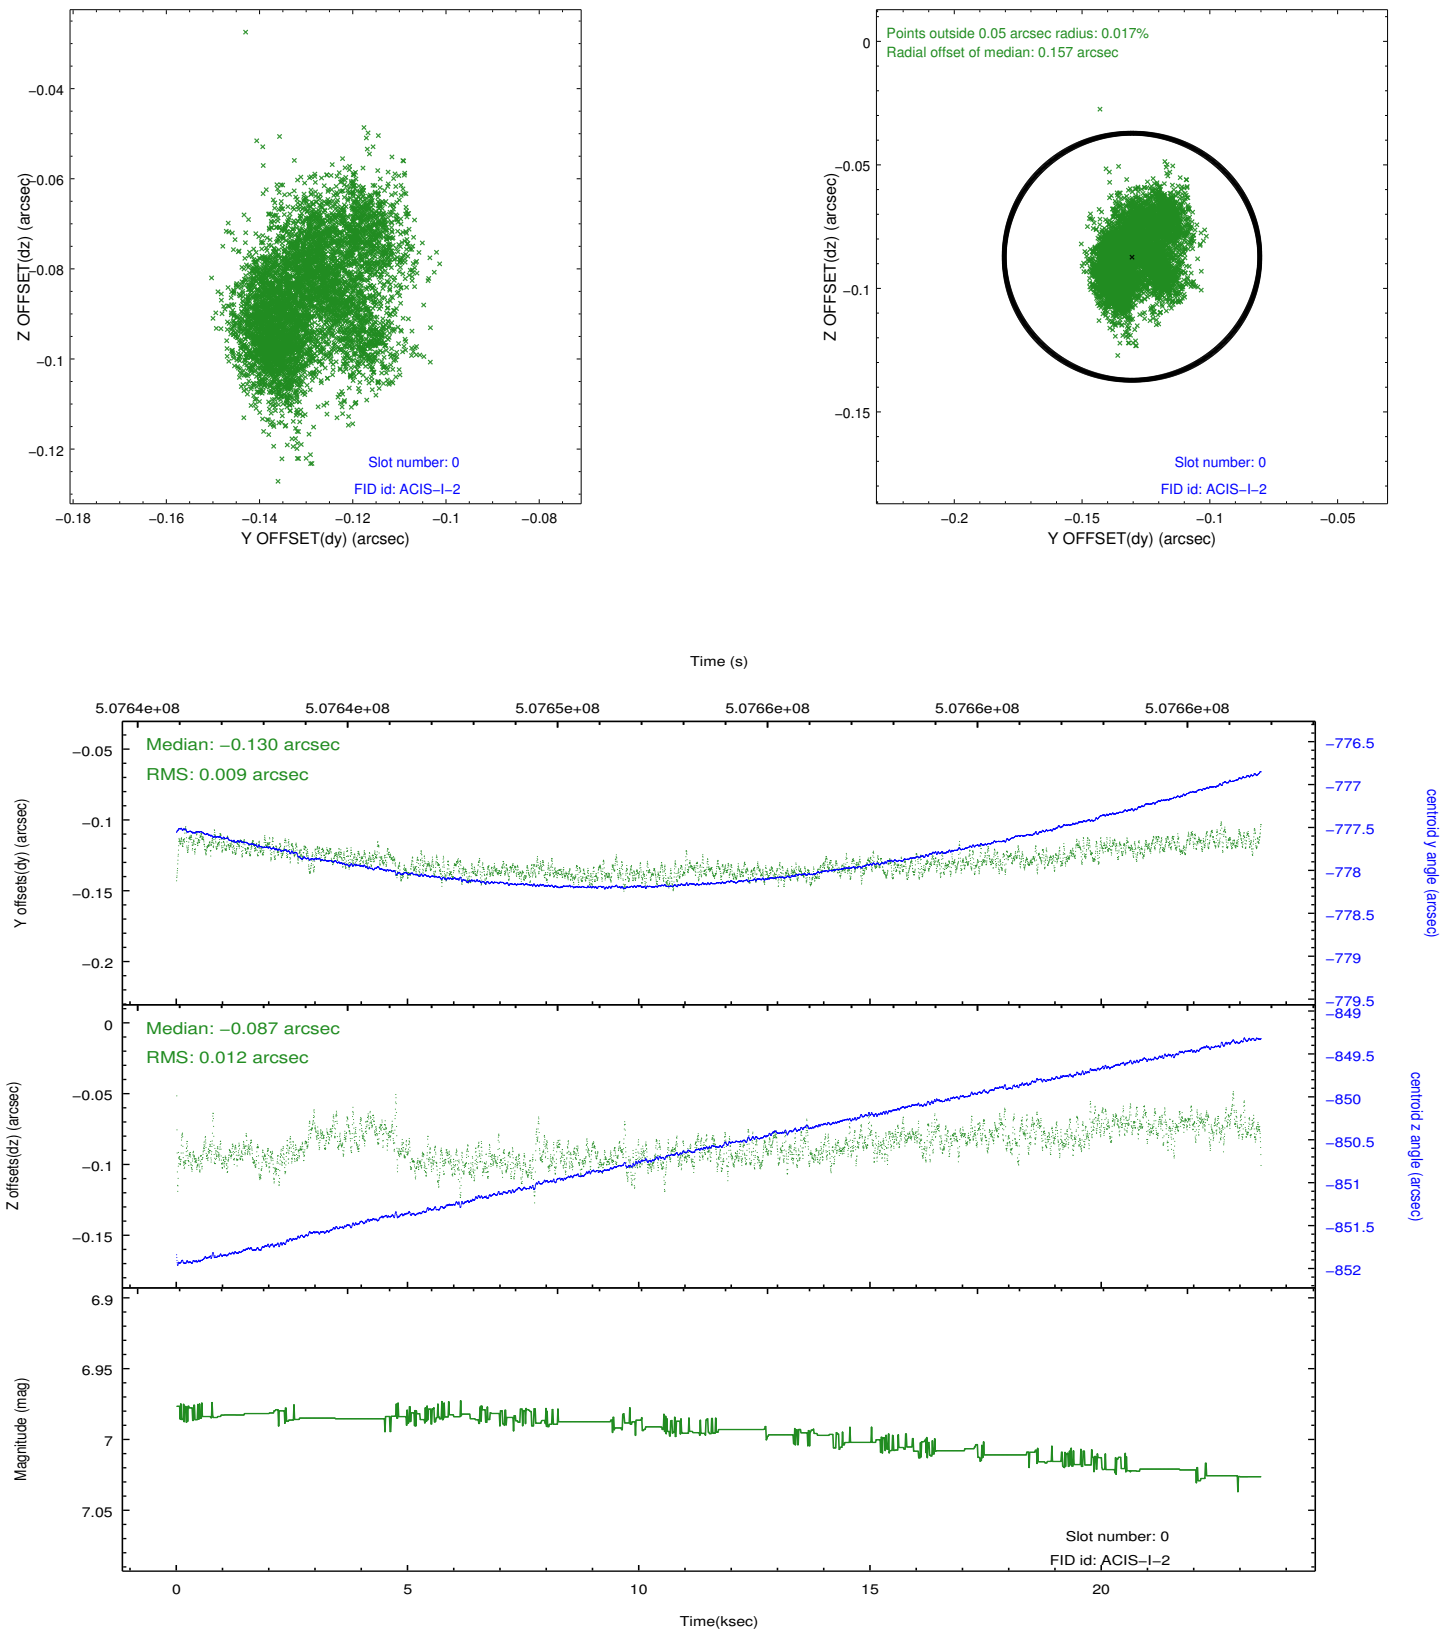 −0.04
−0.06
−0.08
−0.1
−0.12
Z OFFSET(dz) (arcsec)
Slot number: 0
FID id: ACIS−I−2
−0.18 −0.16 −0.14 −0.12 −0.1 −0.08
Y OFFSET(dy) (arcsec)
Points outside 0.05 arcsec radius: 0.017%
Radial offset of median: 0.157 arcsec
0
−0.05
−0.1
−0.15
Z OFFSET(dz) (arcsec)
Slot number: 0
FID id: ACIS−I−2
−0.2 −0.15 −0.1 −0.05
Y OFFSET(dy) (arcsec)
Time (s)
5.0764e+08 5.0764e+08 5.0765e+08 5.0766e+08 5.0766e+08 5.0766e+08
Median: −0.130 arcsec
RMS: 0.009 arcsec
−0.05
−0.1
−0.15
−0.2
Y offsets(dy) (arcsec)
−776.5
−777
−777.5
−778
−778.5
−779
−779.5
centroid y angle (arcsec)
Median: −0.087 arcsec
RMS: 0.012 arcsec
0
−0.05
−0.1
−0.15
Z offsets(dz) (arcsec)
−849
−849.5
−850
−850.5
−851
−851.5
−852
centroid z angle (arcsec)
6.9
6.95
7
7.05
Magnitude (mag)
Slot number: 0
FID id: ACIS−I−2
0 5 10 15 20
Time(ksec)